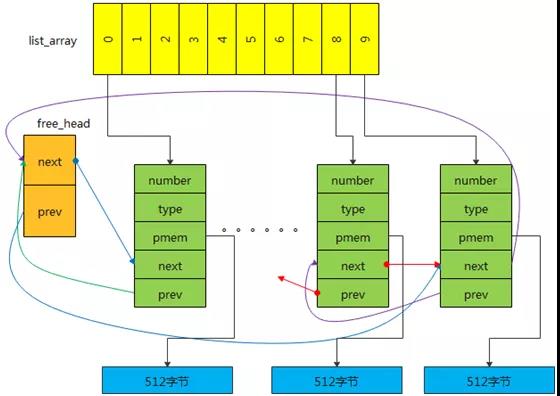 list_array
0 1 2 3 4 5 6 7 8 9
free_head
next
prev
number
type
pmem
next
prev
number
type
pmem
next
prev
number
type
pmem
next
prev
512字节
512字节
512字节